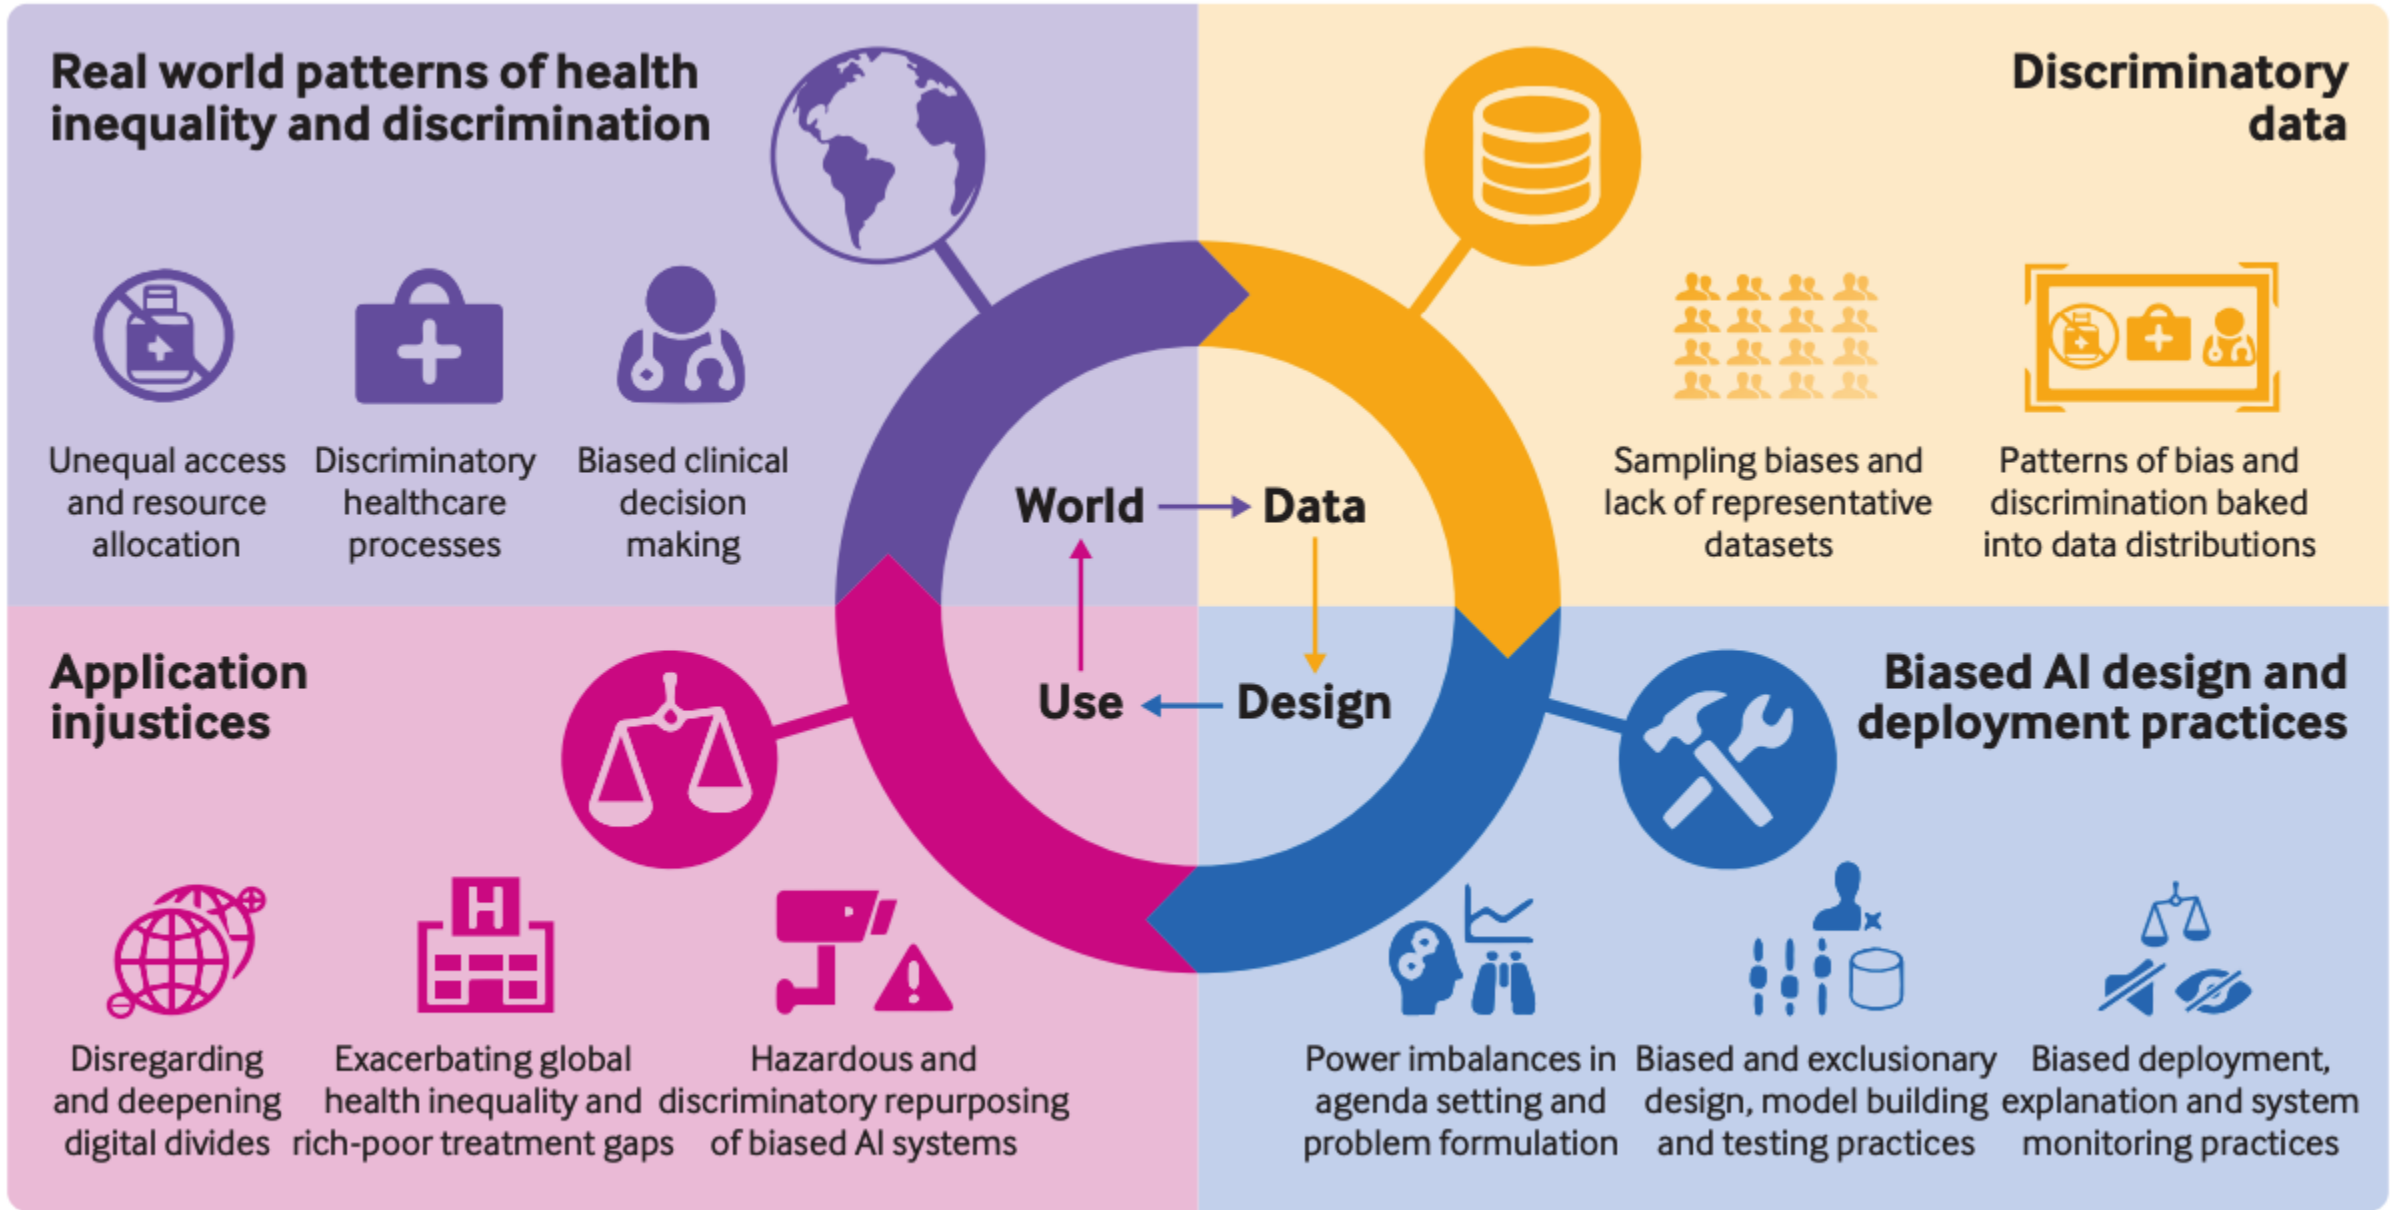 Real world patterns of health
inequality and discrimination
Unequal access
and resource
allocation
Discriminatory
healthcare
processes
Biased clinical
decision
making
Discriminatory
data
Sampling biases and
lack of representative
datasets
Patterns of bias and
discrimination baked
into data distributions
World
Data
Use
Design
Application
injustices
H
Disregarding
and deepening
digital divides
Exacerbating global
health inequality and
rich-poor treatment gaps
Hazardous and
discriminatory repurposing
of biased AI systems
Biased AI design and
deployment practices
Power imbalances in
agenda setting and
problem formulation
Biased and exclusionary
design, model building
and testing practices
Biased deployment,
explanation and system
monitoring practices